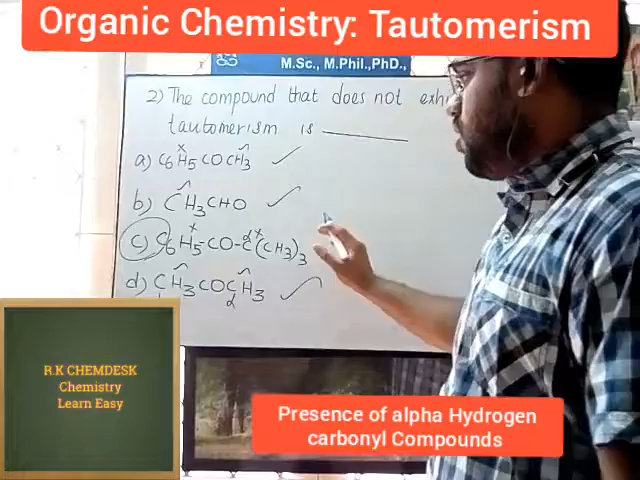 Organic Chemistry: Tautomerism
M.Sc., M.Phil.,PhD.,
2) The compound that does not exh
tautomerism is ________
a) C6H5COCH3
b) CH3CHO
c) C6H5-CO-C(CH3)3
d) CH3COCH3
R.K CHEMDESK
Chemistry
Learn Easy
Presence of alpha Hydrogen
carbonyl Compounds